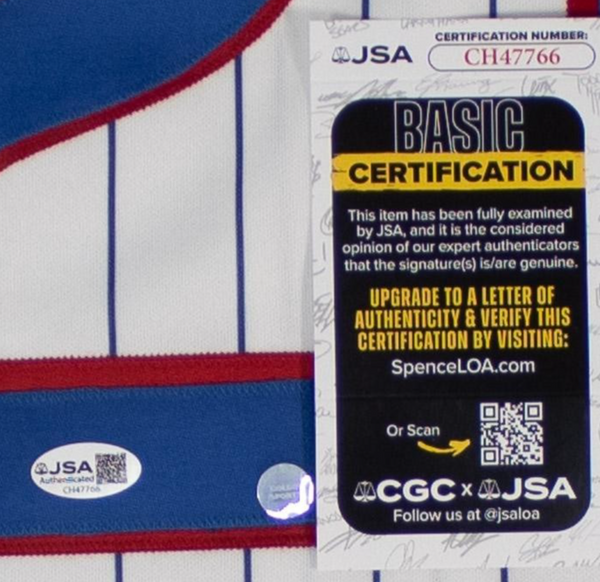 JSA
CERTIFICATION NUMBER:
CH47766
BASIC
CERTIFICATION
This item has been fully examined
by JSA, and it is the considered
opinion of our expert authenticators
that the signature(s) is/are genuine.
UPGRADE TO A LETTER OF
AUTHENTICITY & VERIFY THIS
CERTIFICATION BY VISITING:
SpenceLOA.com
Or Scan
CGC x JSA
Follow us at @jsaloa
JSA
Authenticated
CH47766